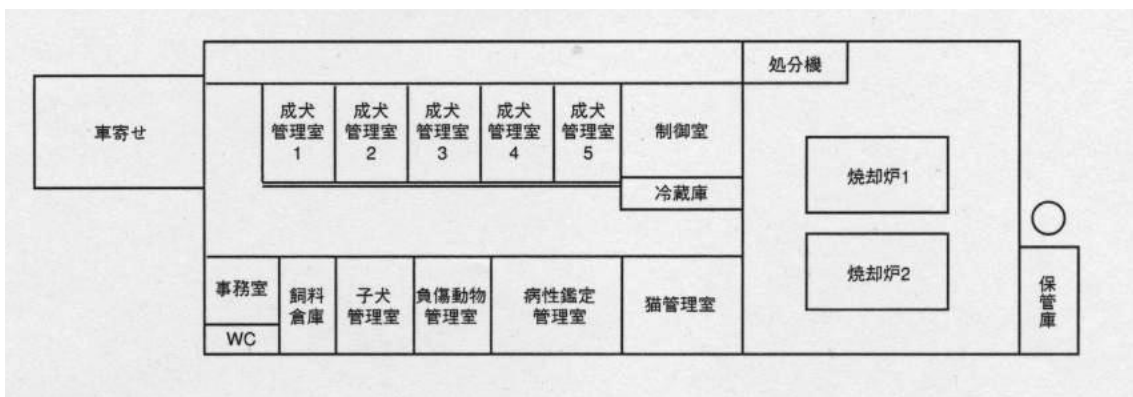 処分機
車寄せ
成犬
管理室
1
成犬
管理室
2
成犬
管理室
3
成犬
管理室
4
成犬
管理室
5
制御室
冷蔵庫
焼却炉1
焼却炉2
事務室
WC
飼料
倉庫
子犬
管理室
負傷動物
管理室
病性鑑定
管理室
猫管理室
保管庫